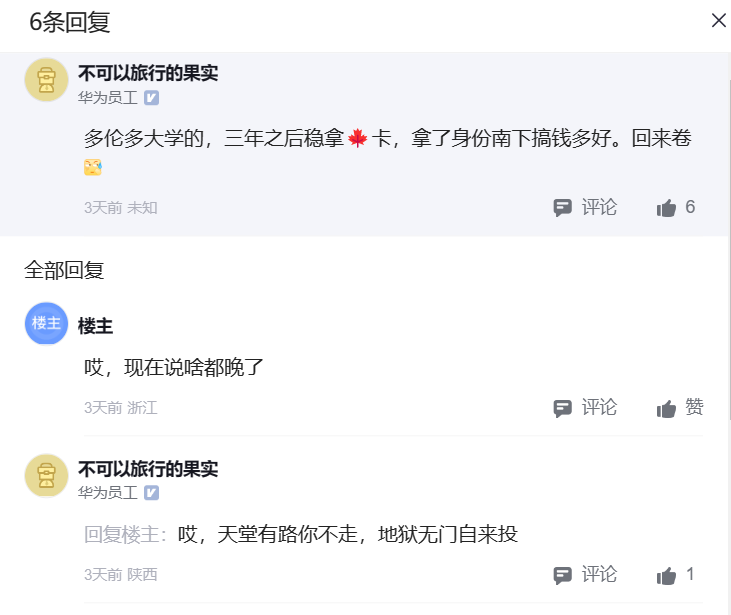 6条回复
不可以旅行的果实
华为员工
多伦多大学的，三年之后稳拿🍁卡，拿了身份南下搞钱多好。回来卷
3天前 未知
评论
6
全部回复
楼主
楼主
哎，现在说啥都晚了
3天前 浙江
评论
赞
不可以旅行的果实
华为员工
回复楼主：哎，天堂有路你不走，地狱无门自来投
3天前 陕西
评论
1